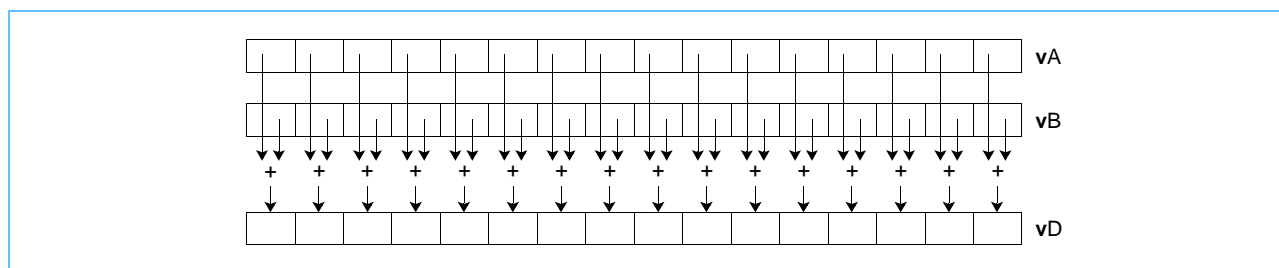 vA
vB
+ + + + + + + + + + + + + + + +
vD